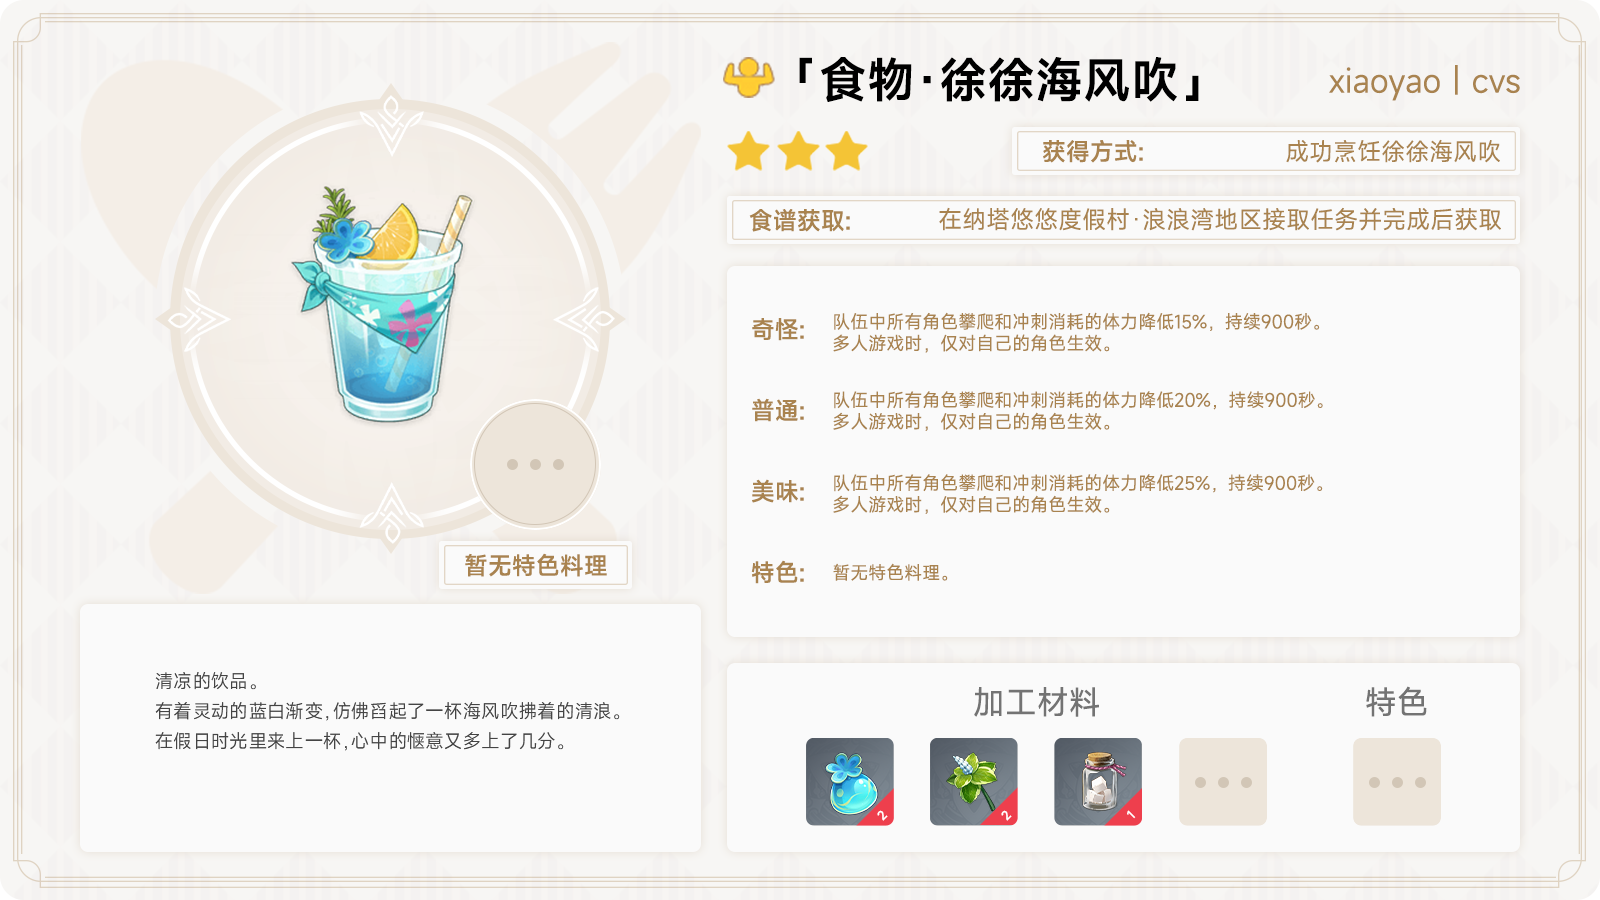 「食物·徐徐海风吹」
xiaoyao | cvs
获得方式: 成功烹饪徐徐海风吹
食谱获取: 在纳塔悠悠度假村·浪浪湾地区接取任务并完成后获取
奇怪: 队伍中所有角色攀爬和冲刺消耗的体力降低15%，持续900秒。
多人游戏时，仅对自己的角色生效。
普通: 队伍中所有角色攀爬和冲刺消耗的体力降低20%，持续900秒。
多人游戏时，仅对自己的角色生效。
美味: 队伍中所有角色攀爬和冲刺消耗的体力降低25%，持续900秒。
多人游戏时，仅对自己的角色生效。
特色: 暂无特色料理。
暂无特色料理
清凉的饮品。
有着灵动的蓝白渐变,仿佛舀起了一杯海风吹拂着的清浪。
在假日时光里来上一杯,心中的惬意又多上了几分。
加工材料 特色
2 2 1